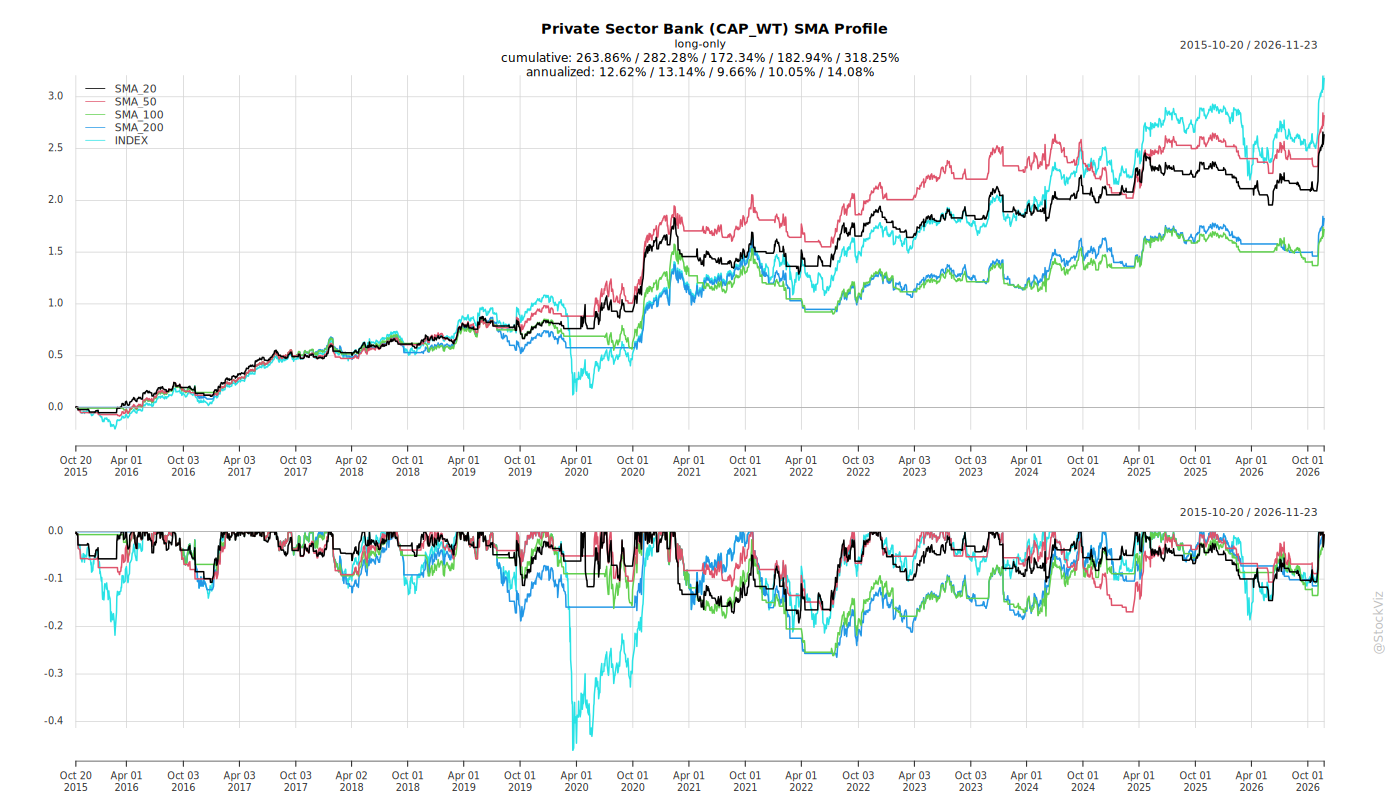 Private Sector Bank (CAP_WT) SMA Profile
long-only
cumulative: 263.86% / 282.28% / 172.34% / 182.94% / 318.25%
annualized: 12.62% / 13.14% / 9.66% / 10.05% / 14.08%
2015-10-20 / 2026-11-23
SMA_20
SMA_50
SMA_100
SMA_200
INDEX
3.0
2.5
2.0
1.5
1.0
0.5
0.0
Oct 20 Apr 01 Oct 03 Apr 03 Oct 03 Apr 02 Oct 01 Apr 01 Oct 01 Apr 01 Oct 01 Apr 01 Oct 01 Apr 01 Oct 03 Apr 03 Oct 03 Apr 01 Oct 01 Apr 01 Oct 01 Apr 01 Oct 01
2015 2016 2016 2017 2017 2018 2018 2019 2019 2020 2020 2021 2021 2022 2022 2023 2023 2024 2024 2025 2025 2026 2026
2015-10-20 / 2026-11-23
0.0
-0.1
-0.2
-0.3
-0.4
Oct 20 Apr 01 Oct 03 Apr 03 Oct 03 Apr 02 Oct 01 Apr 01 Oct 01 Apr 01 Oct 01 Apr 01 Oct 01 Apr 01 Oct 03 Apr 03 Oct 03 Apr 01 Oct 01 Apr 01 Oct 01 Apr 01 Oct 01
2015 2016 2016 2017 2017 2018 2018 2019 2019 2020 2020 2021 2021 2022 2022 2023 2023 2024 2024 2025 2025 2026 2026
@StockViz